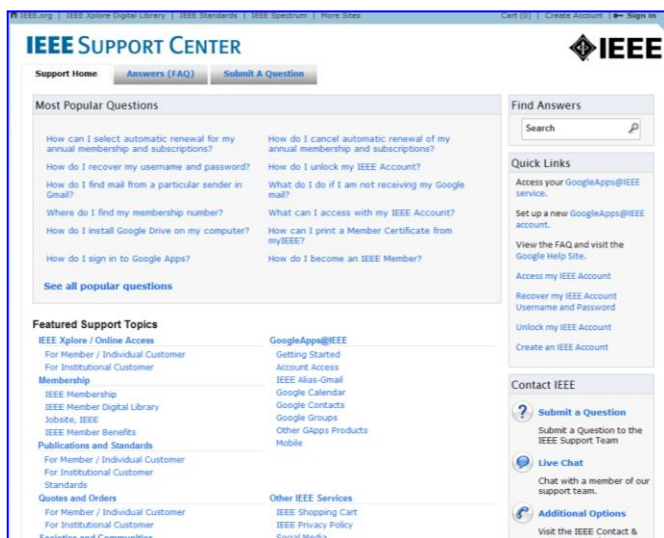 IEEE.org | IEEE Xplore Digital Library | IEEE Standards | IEEE Spectrum | More Sites
Cart (0) | Create Account | Sign In
IEEE SUPPORT CENTER
IEEE
Support Home
Answers (FAQ)
Submit A Question
Most Popular Questions
How can I select automatic renewal for my
annual membership and subscriptions?
How do I cancel automatic renewal of my
annual membership and subscriptions?
How do I recover my username and password?
How do I unlock my IEEE Account?
How do I find mail from a particular sender in
Gmail?
What do I do if I am not receiving my Google
mail?
Where do I find my membership number?
What can I access with my IEEE Account?
How do I install Google Drive on my computer?
How can I print a Member Certificate from
myIEEE?
How do I sign in to Google Apps?
How do I become an IEEE Member?
See all popular questions
Featured Support Topics
IEEE Xplore / Online Access
For Member / Individual Customer
For Institutional Customer
Membership
IEEE Membership
IEEE Member Digital Library
Jobsite, IEEE
IEEE Member Benefits
Publications and Standards
For Member / Individual Customer
For Institutional Customer
Standards
Quotes and Orders
For Member / Individual Customer
For Institutional Customer
Societies and Communities
GoogleApps@IEEE
Getting Started
Account Access
IEEE Alias-Gmail
Google Calendar
Google Contacts
Google Groups
Other GApps Products
Mobile
Other IEEE Services
IEEE Shopping Cart
IEEE Privacy Policy
Social Media
Find Answers
Search
Quick Links
Access your GoogleApps@IEEE
service.
Set up a new GoogleApps@IEEE
account.
View the FAQ and visit the
Google Help Site.
Access my IEEE Account
Recover my IEEE Account
Username and Password
Unlock my IEEE Account
Create an IEEE Account
Contact IEEE
Submit a Question
Submit a Question to the
IEEE Support Team
Live Chat
Chat with a member of our
support team.
Additional Options
Visit the IEEE Contact &